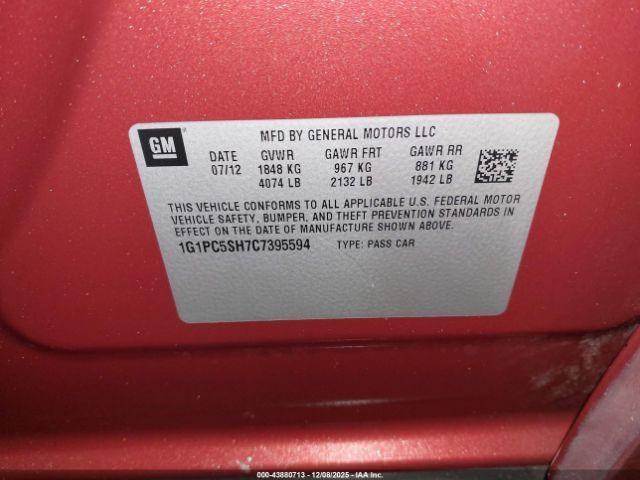 GM
MFD BY GENERAL MOTORS LLC
DATE GVWR GAWR FRT GAWR RR
07/12 1848 KG 967 KG 881 KG
4074 LB 2132 LB 1942 LB
THIS VEHICLE CONFORMS TO ALL APPLICABLE U.S. FEDERAL MOTOR
VEHICLE SAFETY, BUMPER, AND THEFT PREVENTION STANDARDS IN
EFFECT ON THE DATE OF MANUFACTURE SHOWN ABOVE.
1G1PC5SH7C7395594 TYPE: PASS CAR
000-43880713 - 12/08/2025 - IAA Inc.